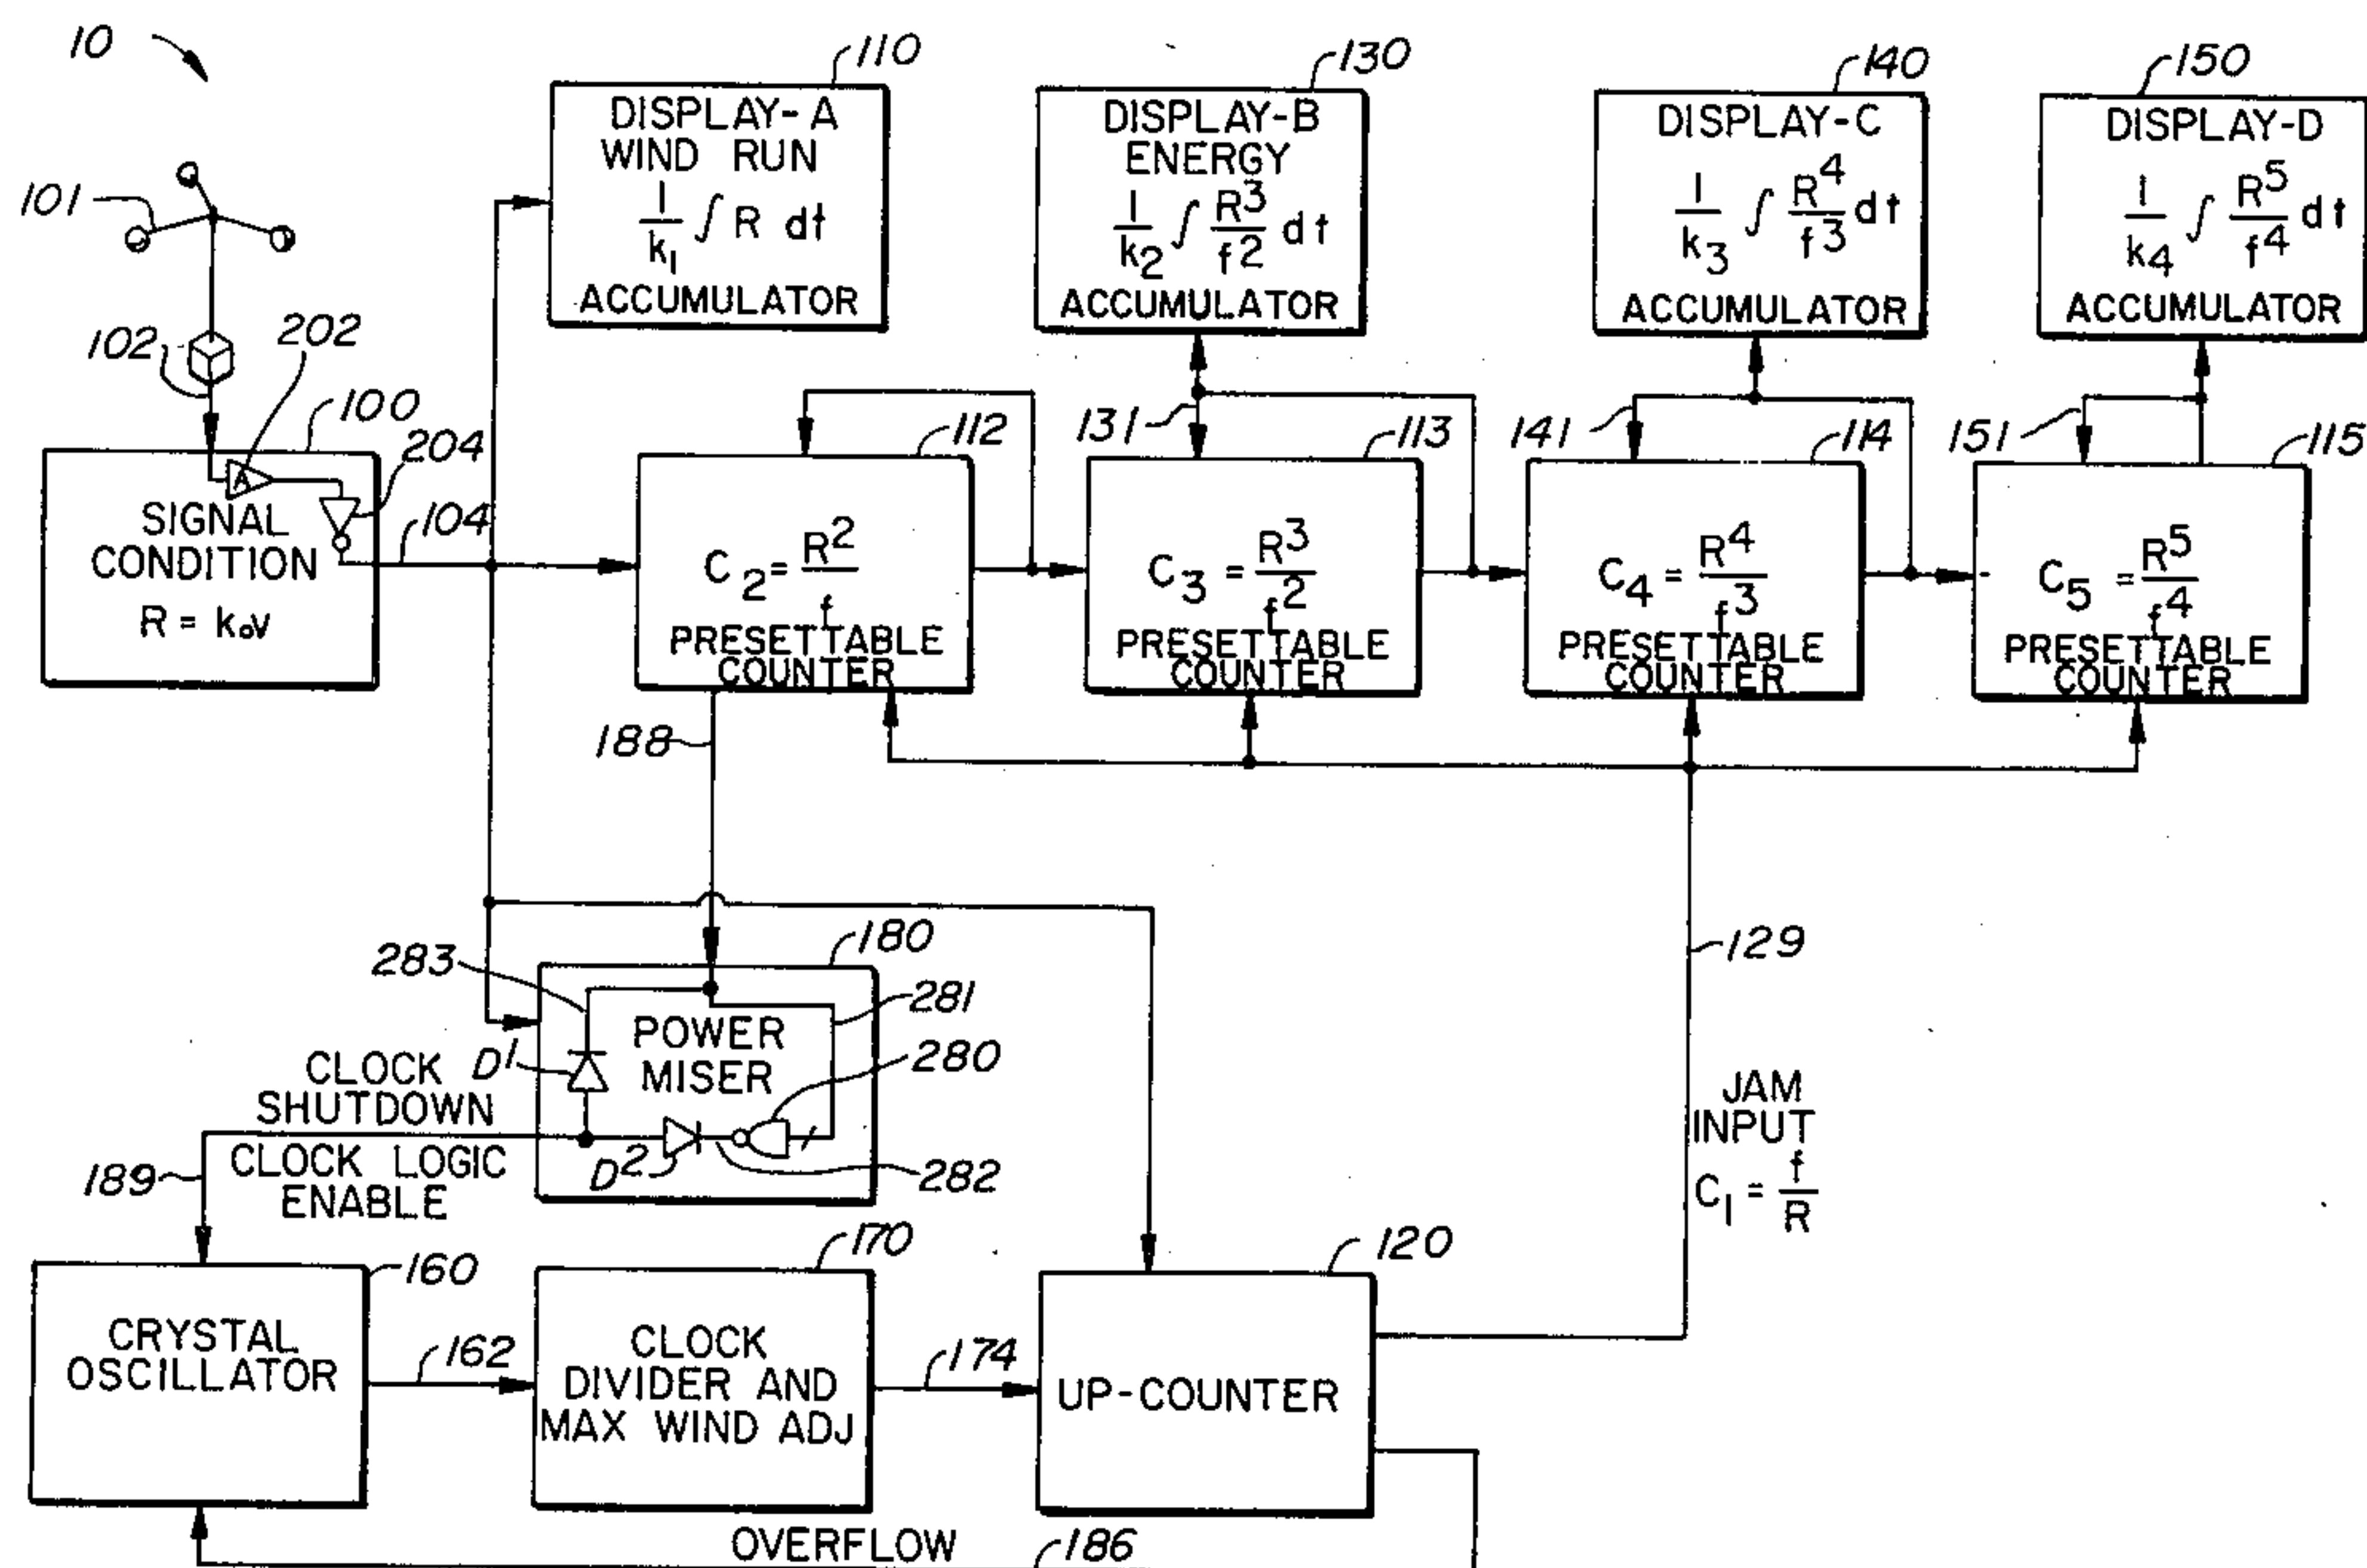 10
110
130
140
150
DISPLAY-A
WIND RUN
1/k₁ ∫ R dt
ACCUMULATOR
DISPLAY-B
ENERGY
1/k₂ ∫ R³/f² dt
ACCUMULATOR
DISPLAY-C
1/k₃ ∫ R⁴/f³ dt
ACCUMULATOR
DISPLAY-D
1/k₄ ∫ R⁵/f⁴ dt
ACCUMULATOR
101
102
202
100
204
A
SIGNAL
CONDITION
R = k₀v
104
112
C₂ = R²/f
PRESETTABLE
COUNTER
131
113
C₃ = R³/f²
PRESETTABLE
COUNTER
141
114
C₄ = R⁴/f³
PRESETTABLE
COUNTER
151
115
C₅ = R⁵/f⁴
PRESETTABLE
COUNTER
188
129
180
283
281
280
282
POWER
MISER
D¹
D²
CLOCK
SHUTDOWN
CLOCK LOGIC
ENABLE
189
JAM
INPUT
C₁ = f/R
160
CRYSTAL
OSCILLATOR
162
170
CLOCK
DIVIDER AND
MAX WIND ADJ
174
120
UP-COUNTER
OVERFLOW
186